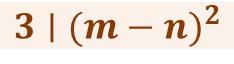 3 | (m − n)²